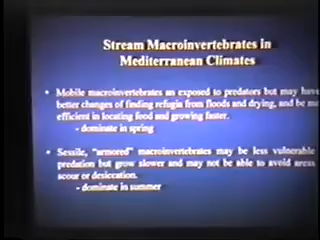 Stream Macroinvertebrates in
Mediterranean Climates
• Mobile macroinvertebrates an exposed to predators but may have
better changes of finding refugia from floods and drying, and be mo
efficient in locating food and growing faster.
- dominate in spring
• Sessile, "armored" macroinvertebrates may be less vulnerable
predation but grow slower and may not be able to avoid areas
scour or desiccation.
- dominate in summer